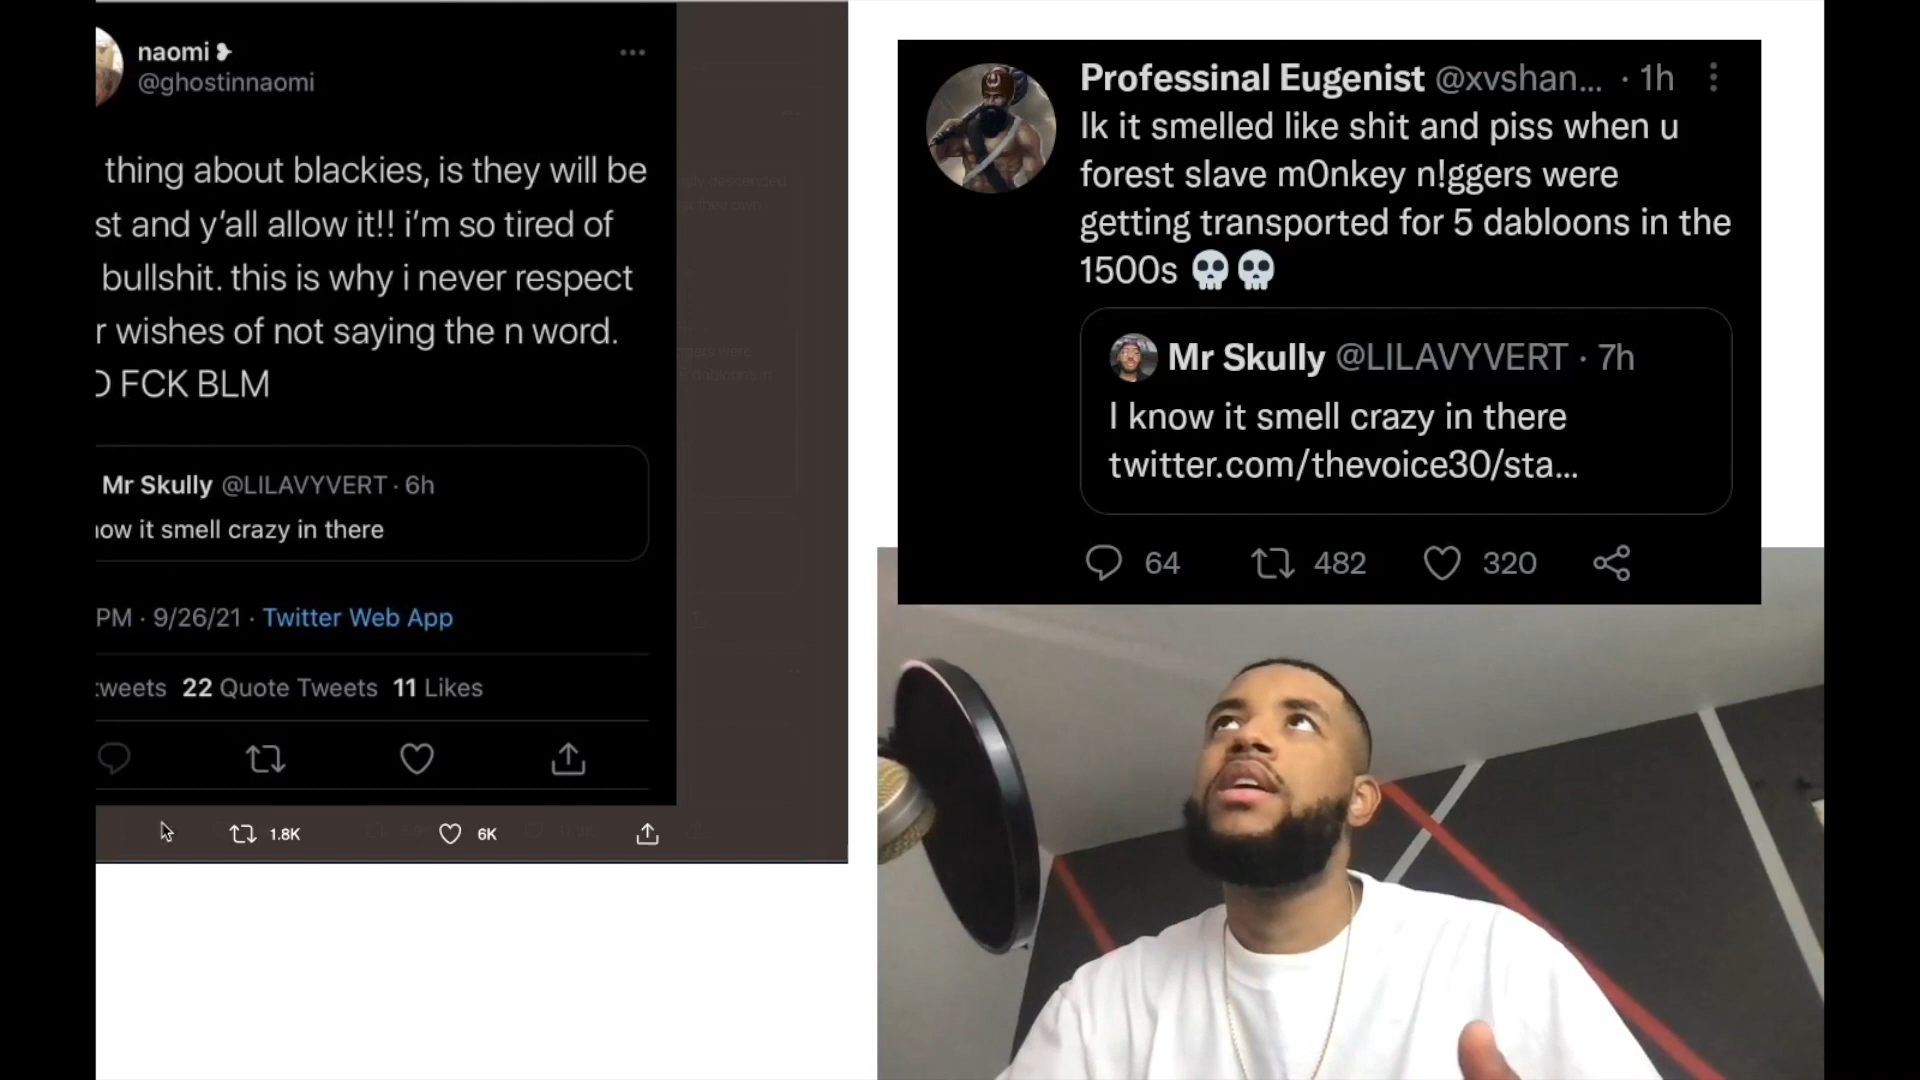 naomi
@ghostinnaomi
thing about blackies, is they will be
st and y'all allow it!! i'm so tired of
bullshit. this is why i never respect
r wishes of not saying the n word.
FCK BLM
Mr Skully @LILAVYVERT · 6h
ow it smell crazy in there
PM · 9/26/21 · Twitter Web App
tweets 22 Quote Tweets 11 Likes
1.8K 6K
Professinal Eugenist @xvshan... · 1h
Ik it smelled like shit and piss when u
forest slave m0nkey n!ggers were
getting transported for 5 dabloons in the
1500s 💀💀
Mr Skully @LILAVYVERT · 7h
I know it smell crazy in there
twitter.com/thevoice30/sta...
64 482 320